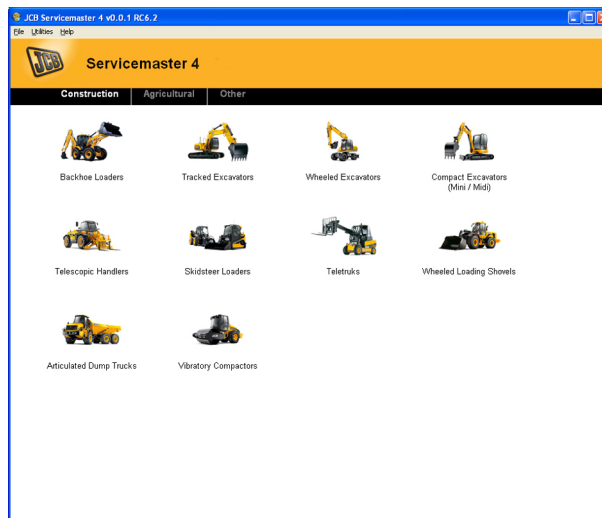 JCB Servicemaster 4 v0.0.1 RC6.2
File Utilities Help
JCB
Servicemaster 4
Construction Agricultural Other
Backhoe Loaders Tracked Excavators Wheeled Excavators Compact Excavators
(Mini / Midi)
Telescopic Handlers Skidsteer Loaders Teletruks Wheeled Loading Shovels
Articulated Dump Trucks Vibratory Compactors